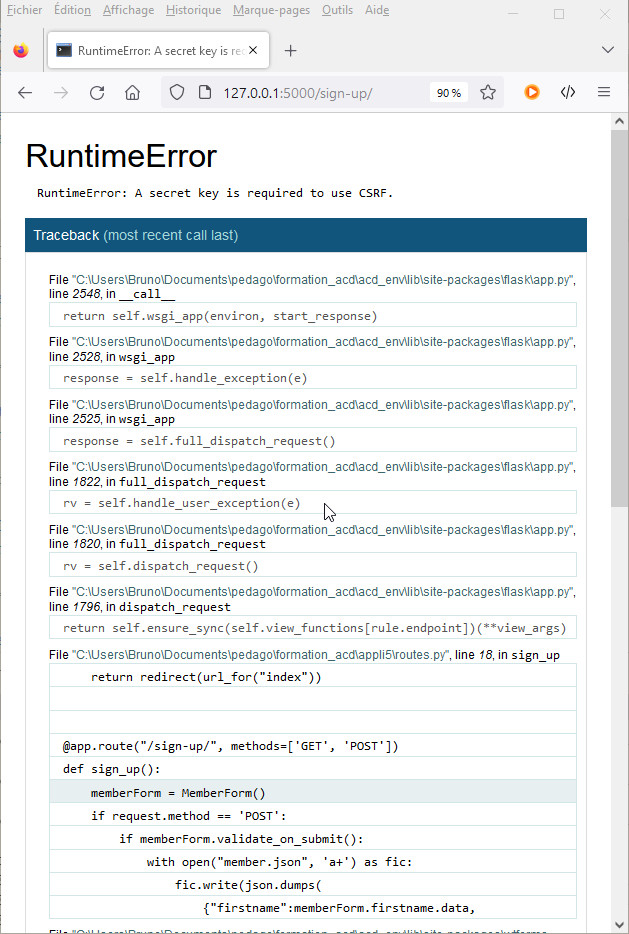 Fichier Édition Affichage Historique Marque-pages Outils Aide
RuntimeError: A secret key is rec
127.0.0.1:5000/sign-up/ 90 %
RuntimeError
RuntimeError: A secret key is required to use CSRF.
Traceback (most recent call last)
File "C:\Users\Bruno\Documents\pedago\formation_acd\acd_env\lib\site-packages\flask\app.py",
line 2548, in __call__
return self.wsgi_app(environ, start_response)
File "C:\Users\Bruno\Documents\pedago\formation_acd\acd_env\lib\site-packages\flask\app.py",
line 2528, in wsgi_app
response = self.handle_exception(e)
File "C:\Users\Bruno\Documents\pedago\formation_acd\acd_env\lib\site-packages\flask\app.py",
line 2525, in wsgi_app
response = self.full_dispatch_request()
File "C:\Users\Bruno\Documents\pedago\formation_acd\acd_env\lib\site-packages\flask\app.py",
line 1822, in full_dispatch_request
rv = self.handle_user_exception(e)
File "C:\Users\Bruno\Documents\pedago\formation_acd\acd_env\lib\site-packages\flask\app.py",
line 1820, in full_dispatch_request
rv = self.dispatch_request()
File "C:\Users\Bruno\Documents\pedago\formation_acd\acd_env\lib\site-packages\flask\app.py",
line 1796, in dispatch_request
return self.ensure_sync(self.view_functions[rule.endpoint])(**view_args)
File "C:\Users\Bruno\Documents\pedago\formation_acd\appli5\routes.py", line 18, in sign_up
return redirect(url_for("index"))
@app.route("/sign-up/", methods=['GET', 'POST'])
def sign_up():
memberForm = MemberForm()
if request.method == 'POST':
if memberForm.validate_on_submit():
with open("member.json", 'a+') as fic:
fic.write(json.dumps(
{"firstname":memberForm.firstname.data,